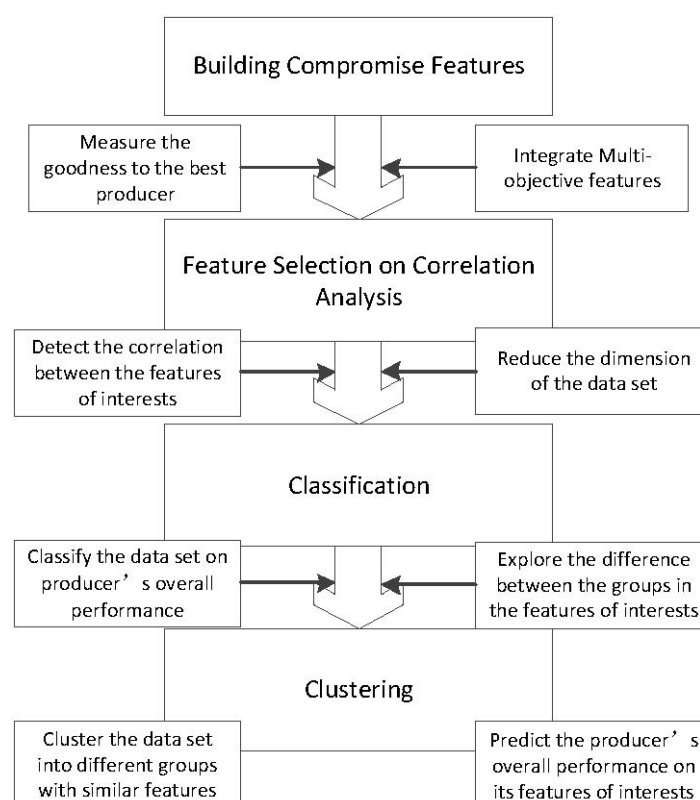 Building Compromise Features
Measure the
goodness to the best
producer
Integrate Multi-
objective features
Feature Selection on Correlation
Analysis
Detect the correlation
between the features
of interests
Reduce the dimension
of the data set
Classification
Classify the data set on
producer’s overall
performance
Explore the difference
between the groups in
the features of interests
Clustering
Cluster the data set
into different groups
with similar features
Predict the producer’s
overall performance on
its features of interests